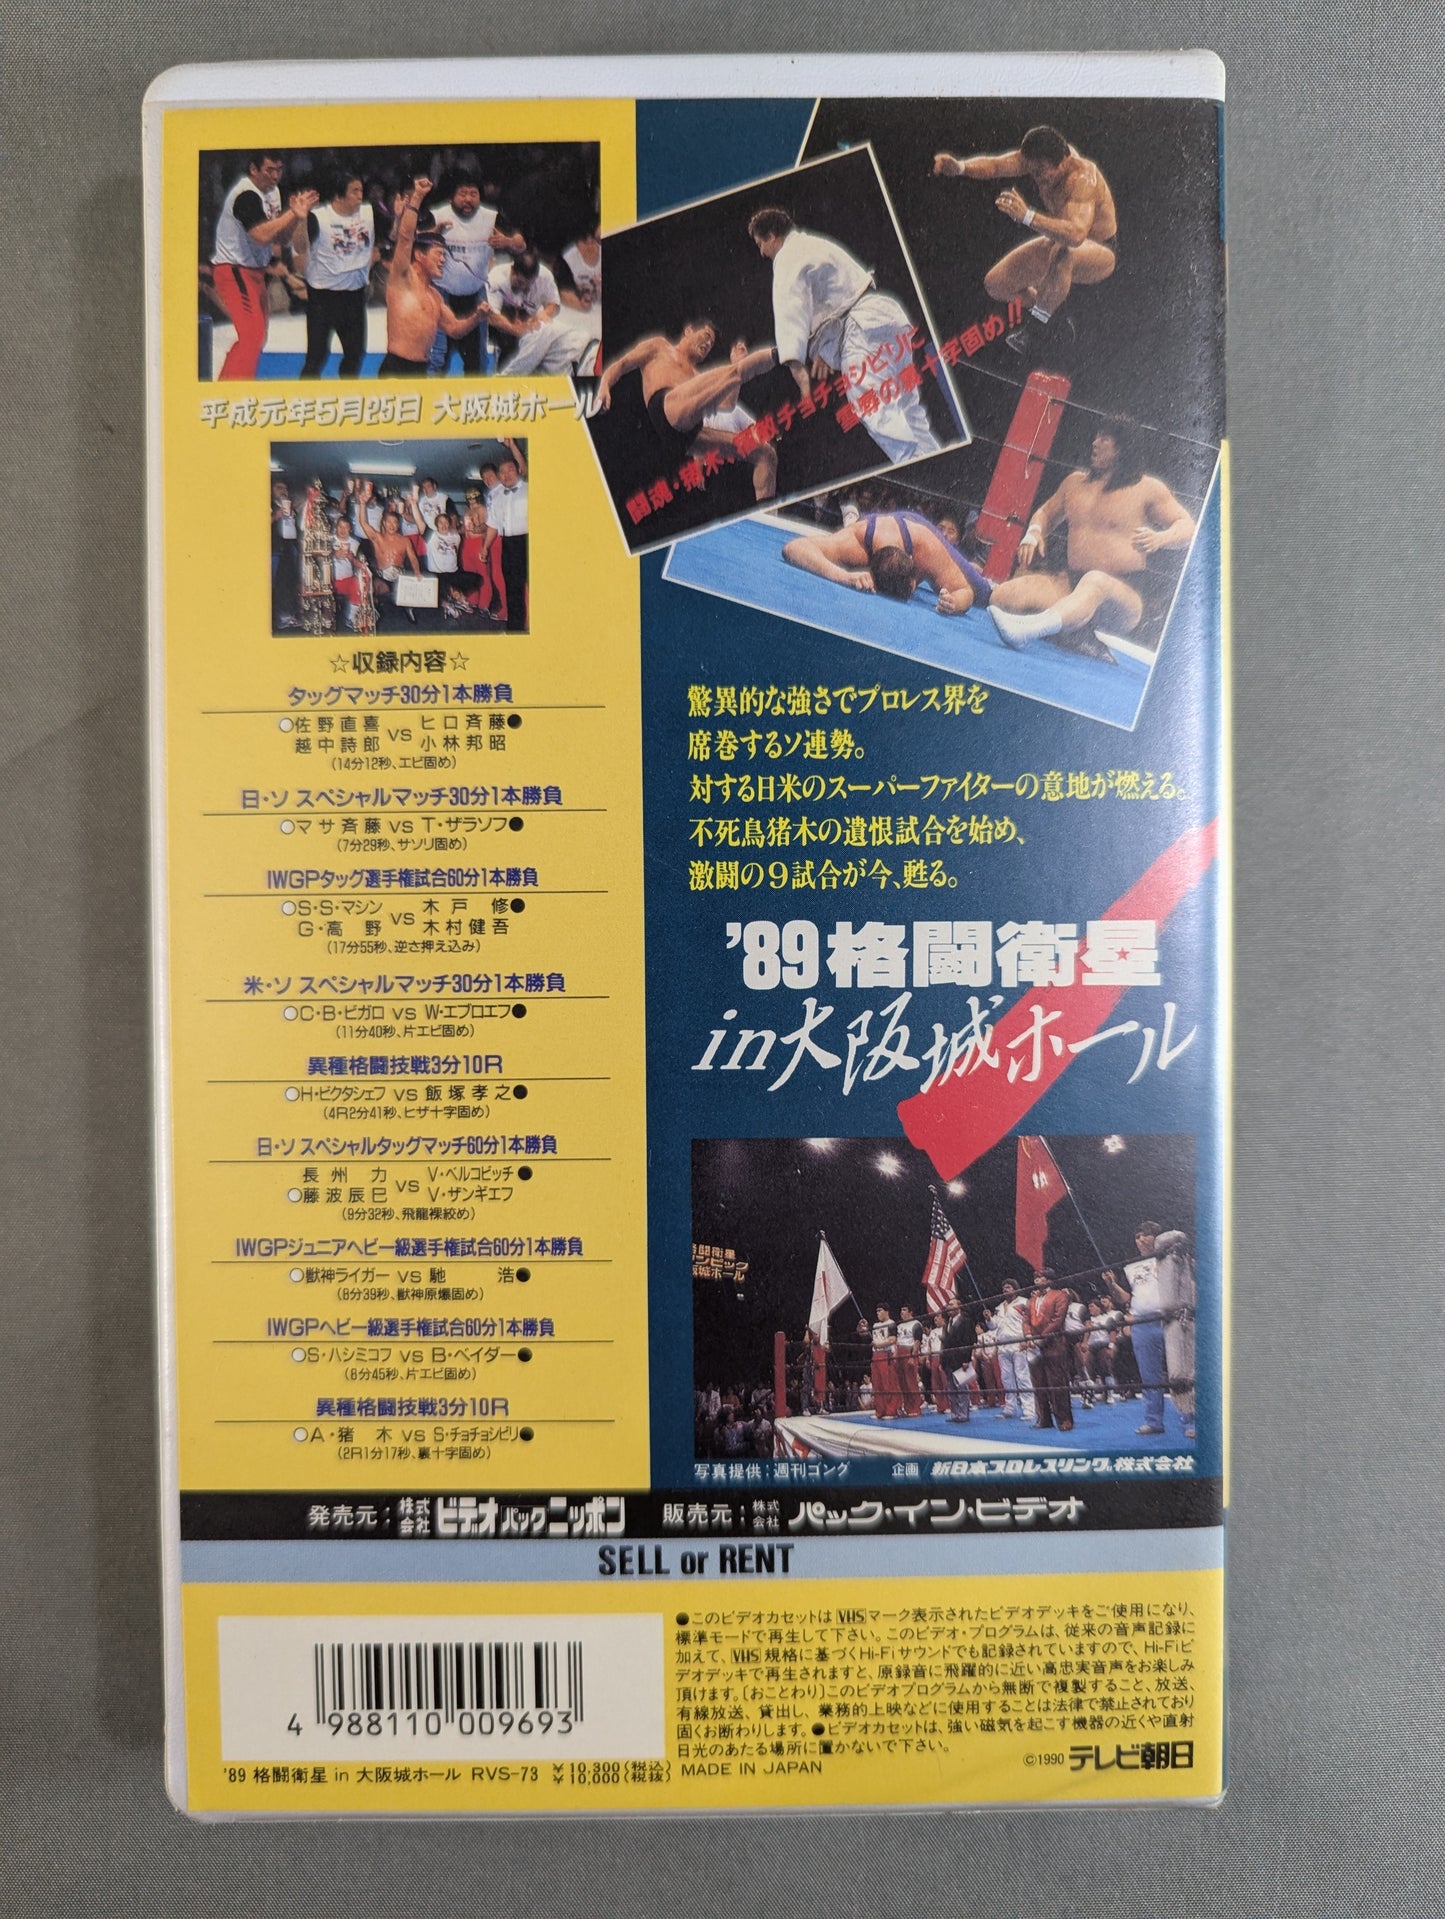 平成元年5月25日 大阪城ホール
☆収録内容☆
タッグマッチ30分1本勝負
○佐野直喜 vs ヒロ斉藤●
越中詩郎 小林邦昭
(14分12秒、エビ固め)
日・ソ スペシャルマッチ30分1本勝負
○マサ斉藤 vs T・ザラソフ●
(7分29秒、サソリ固め)
IWGPタッグ選手権試合60分1本勝負
○S・S・マシン vs 木戸 修●
G・高野 木村健吾
(17分55秒、逆さ押え込み)
米・ソ スペシャルマッチ30分1本勝負
○C・B・ビガロ vs W・エブロエフ●
(11分40秒、片エビ固め)
異種格闘技戦3分10R
○H・ビクタシェフ vs 飯塚孝之●
(4R2分41秒、ヒザ十字固め)
日・ソ スペシャルタッグマッチ60分1本勝負
長州 力 vs V・ベルコビッチ●
○藤波辰巳 V・ザンギエフ
(9分32秒、飛龍裸絞め)
IWGPジュニアヘビー級選手権試合60分1本勝負
○獣神ライガー vs 馳 浩●
(8分39秒、獣神原爆固め)
IWGPヘビー級選手権試合60分1本勝負
○S・ハシミコフ vs B・ベイダー●
(8分45秒、片エビ固め)
異種格闘技戦3分10R
○A・猪木 vs S・チョチョシビリ●
(2R1分17秒、裏十字固め)
闘魂・猪木、宿敵チョチョシビリに
雪辱の裏十字固め!!
驚異的な強さでプロレス界を
席巻するソ連勢。
対する日米のスーパーファイターの意地が燃える。
不死鳥猪木の遺恨試合を始め、
激闘の9試合が今、甦る。
'89格闘衛星
in大阪城ホール
格闘衛星
写真提供:週刊ゴング 企画/新日本プロレスリング株式会社
発売元:株式会社ビデオパックニッポン 販売元:株式会社パック・イン・ビデオ
SELL or RENT
4 988110 009693
'89 格闘衛星 in 大阪城ホール RVS-73 ¥10,300(税込)
¥10,000(税抜) MADE IN JAPAN
●このビデオカセットはVHSマーク表示されたビデオデッキをご使用になり、
標準モードで再生して下さい。このビデオ・プログラムは、従来の音声記録に
加えて、VHS規格に基づくHi-Fiサウンドでも記録されていますので、Hi-Fiビ
デオデッキで再生されますと、原録音に飛躍的に近い高忠実音声をお楽しみ
頂けます。〔おことわり〕このビデオプログラムから無断で複製すること、放送、
有線放送、貸出し、業務的上映などに使用することは法律で禁止されており
固くお断わりします。●ビデオカセットは、強い磁気を起こす機器の近くや直射
日光のあたる場所に置かないで下さい。
©1990 テレビ朝日